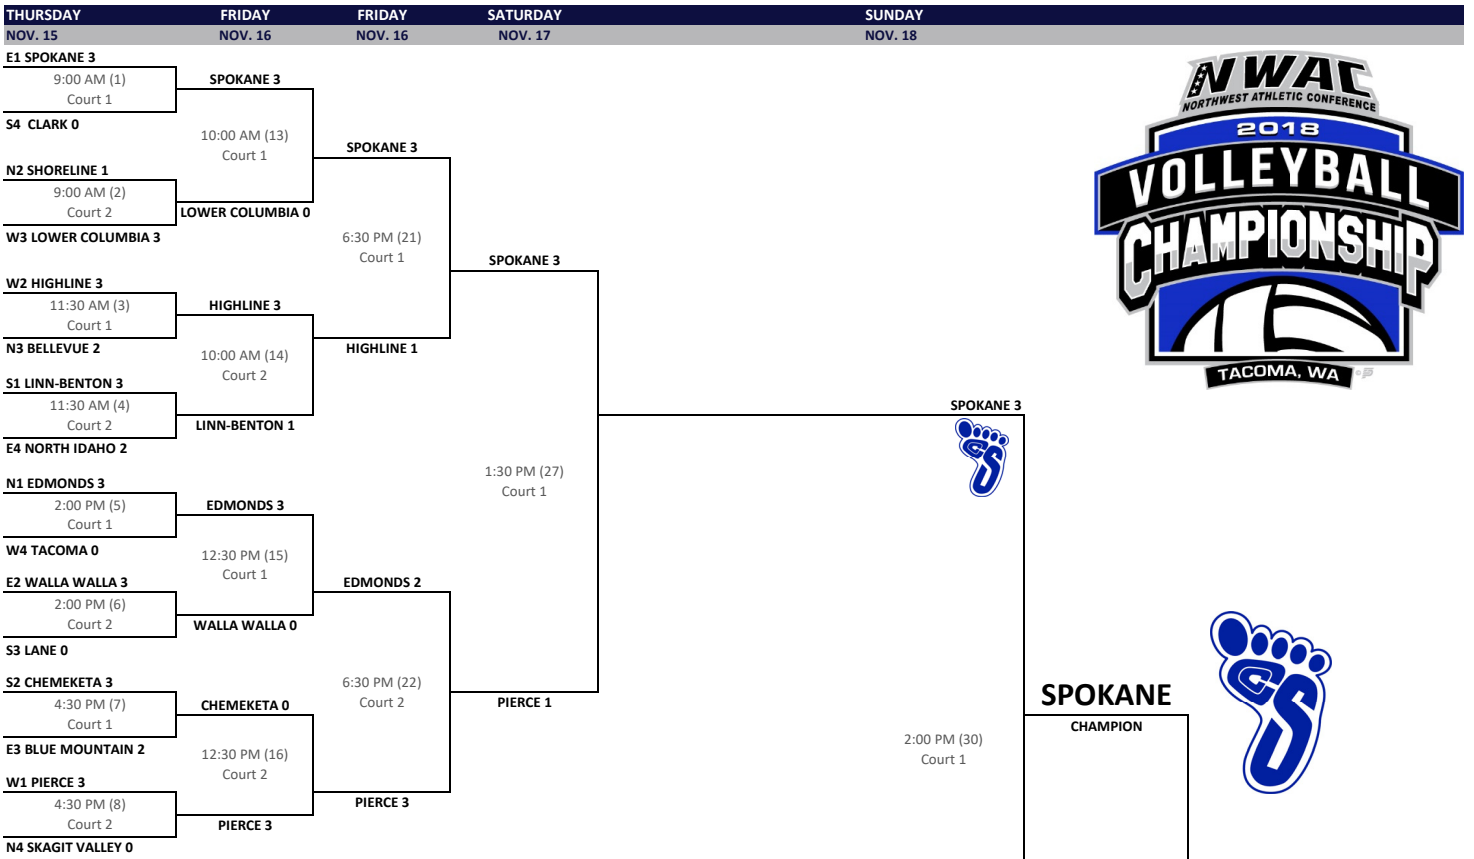 THURSDAY FRIDAY FRIDAY SATURDAY SUNDAY
NOV. 15 NOV. 16 NOV. 16 NOV. 17 NOV. 18
E1 SPOKANE 3
9:00 AM (1)
Court 1
S4 CLARK 0
N2 SHORELINE 1
9:00 AM (2)
Court 2
W3 LOWER COLUMBIA 3
W2 HIGHLINE 3
11:30 AM (3)
Court 1
N3 BELLEVUE 2
S1 LINN-BENTON 3
11:30 AM (4)
Court 2
E4 NORTH IDAHO 2
N1 EDMONDS 3
2:00 PM (5)
Court 1
W4 TACOMA 0
E2 WALLA WALLA 3
2:00 PM (6)
Court 2
S3 LANE 0
S2 CHEMEKETA 3
4:30 PM (7)
Court 1
E3 BLUE MOUNTAIN 2
W1 PIERCE 3
4:30 PM (8)
Court 2
N4 SKAGIT VALLEY 0
SPOKANE 3
10:00 AM (13)
Court 1
LOWER COLUMBIA 0
HIGHLINE 3
10:00 AM (14)
Court 2
LINN-BENTON 1
EDMONDS 3
12:30 PM (15)
Court 1
WALLA WALLA 0
CHEMEKETA 0
12:30 PM (16)
Court 2
PIERCE 3
SPOKANE 3
6:30 PM (21)
Court 1
HIGHLINE 1
EDMONDS 2
6:30 PM (22)
Court 2
PIERCE 3
SPOKANE 3
1:30 PM (27)
Court 1
PIERCE 1
SPOKANE 3
CS
2:00 PM (30)
Court 1
SPOKANE
CHAMPION
CS
NWAC
NORTHWEST ATHLETIC CONFERENCE
2018
VOLLEYBALL
CHAMPIONSHIP
TACOMA, WA